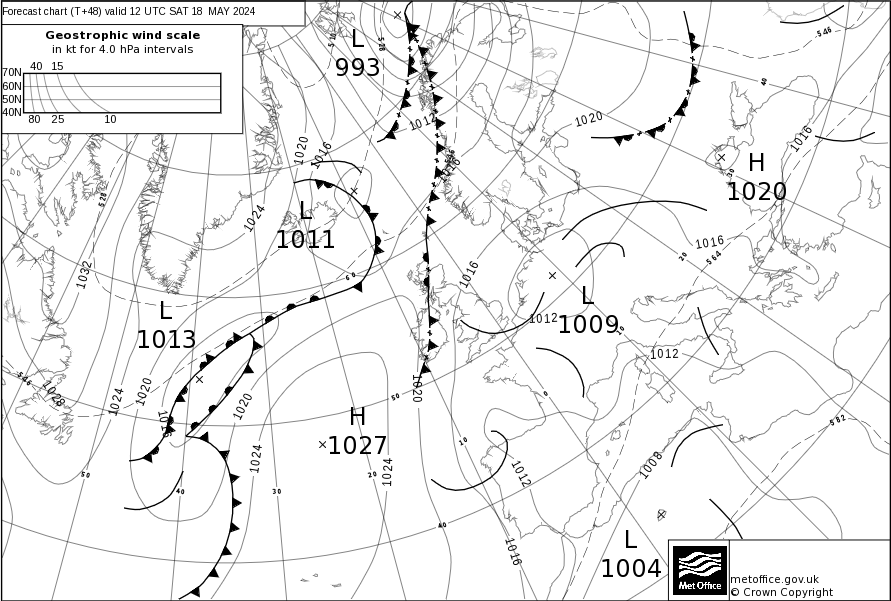 Forecast chart (T+48) valid 12 UTC SAT 18 MAY 2024
Geostrophic wind scale
in kt for 4.0 hPa intervals
40 15
70N
60N
50N
40N
80 25 10
L
993
528
546
528
1012
1020
40
1016
1020
1016
1016
H
1020
30
528
1024
L
1011
1016
1016
20
564
1032
60
L
1013
L
1009
1012
10
1012
546
1028
1024
1020
1016
1020
1020
50
0
H
1027
582
10
1024
1024
20
1012
1008
50
40
30
40
1016
L
1004
Met Office
metoffice.gov.uk
© Crown Copyright